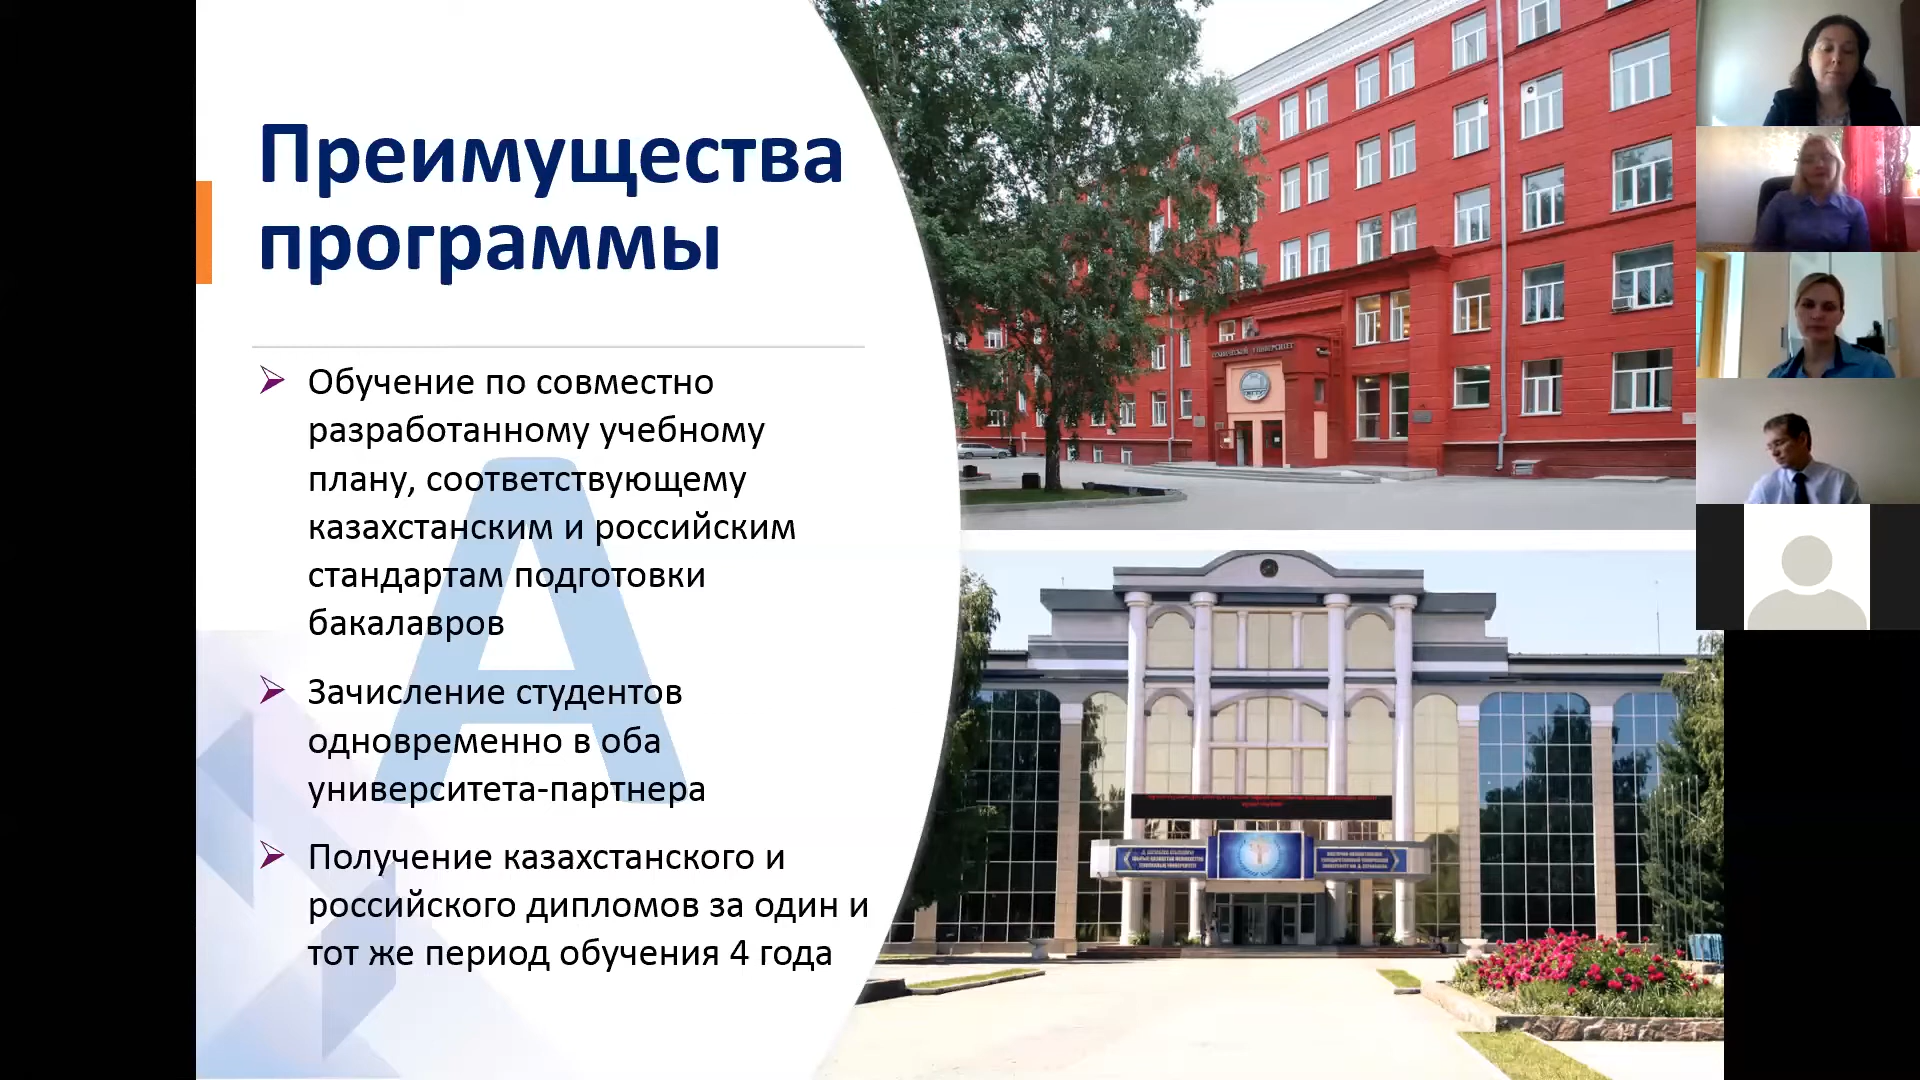 Преимущества
программы
Обучение по совместно
разработанному учебному
плану, соответствующему
казахстанским и российским
стандартам подготовки
бакалавров
Зачисление студентов
одновременно в оба
университета-партнера
Получение казахстанского и
российского дипломов за один и
тот же период обучения 4 года
А
УНИВЕРСИТЕТ